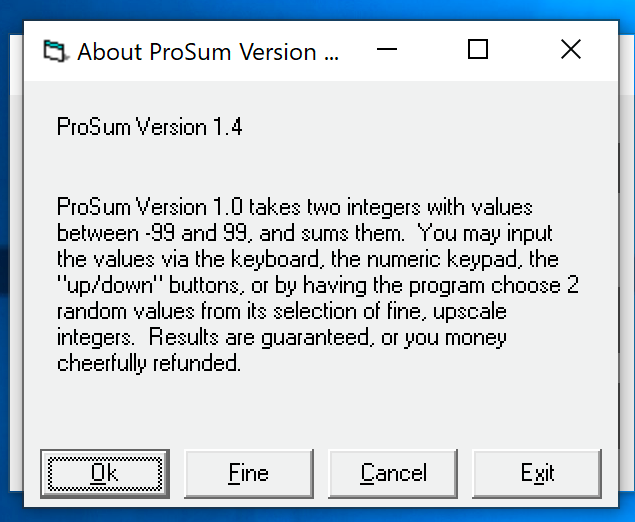 About ProSum Version ...
ProSum Version 1.4
ProSum Version 1.0 takes two integers with values
between -99 and 99, and sums them.  You may input
the values via the keyboard, the numeric keypad, the
"up/down" buttons, or by having the program choose 2
random values from its selection of fine, upscale
integers.  Results are guaranteed, or you money
cheerfully refunded.
Ok Fine Cancel Exit